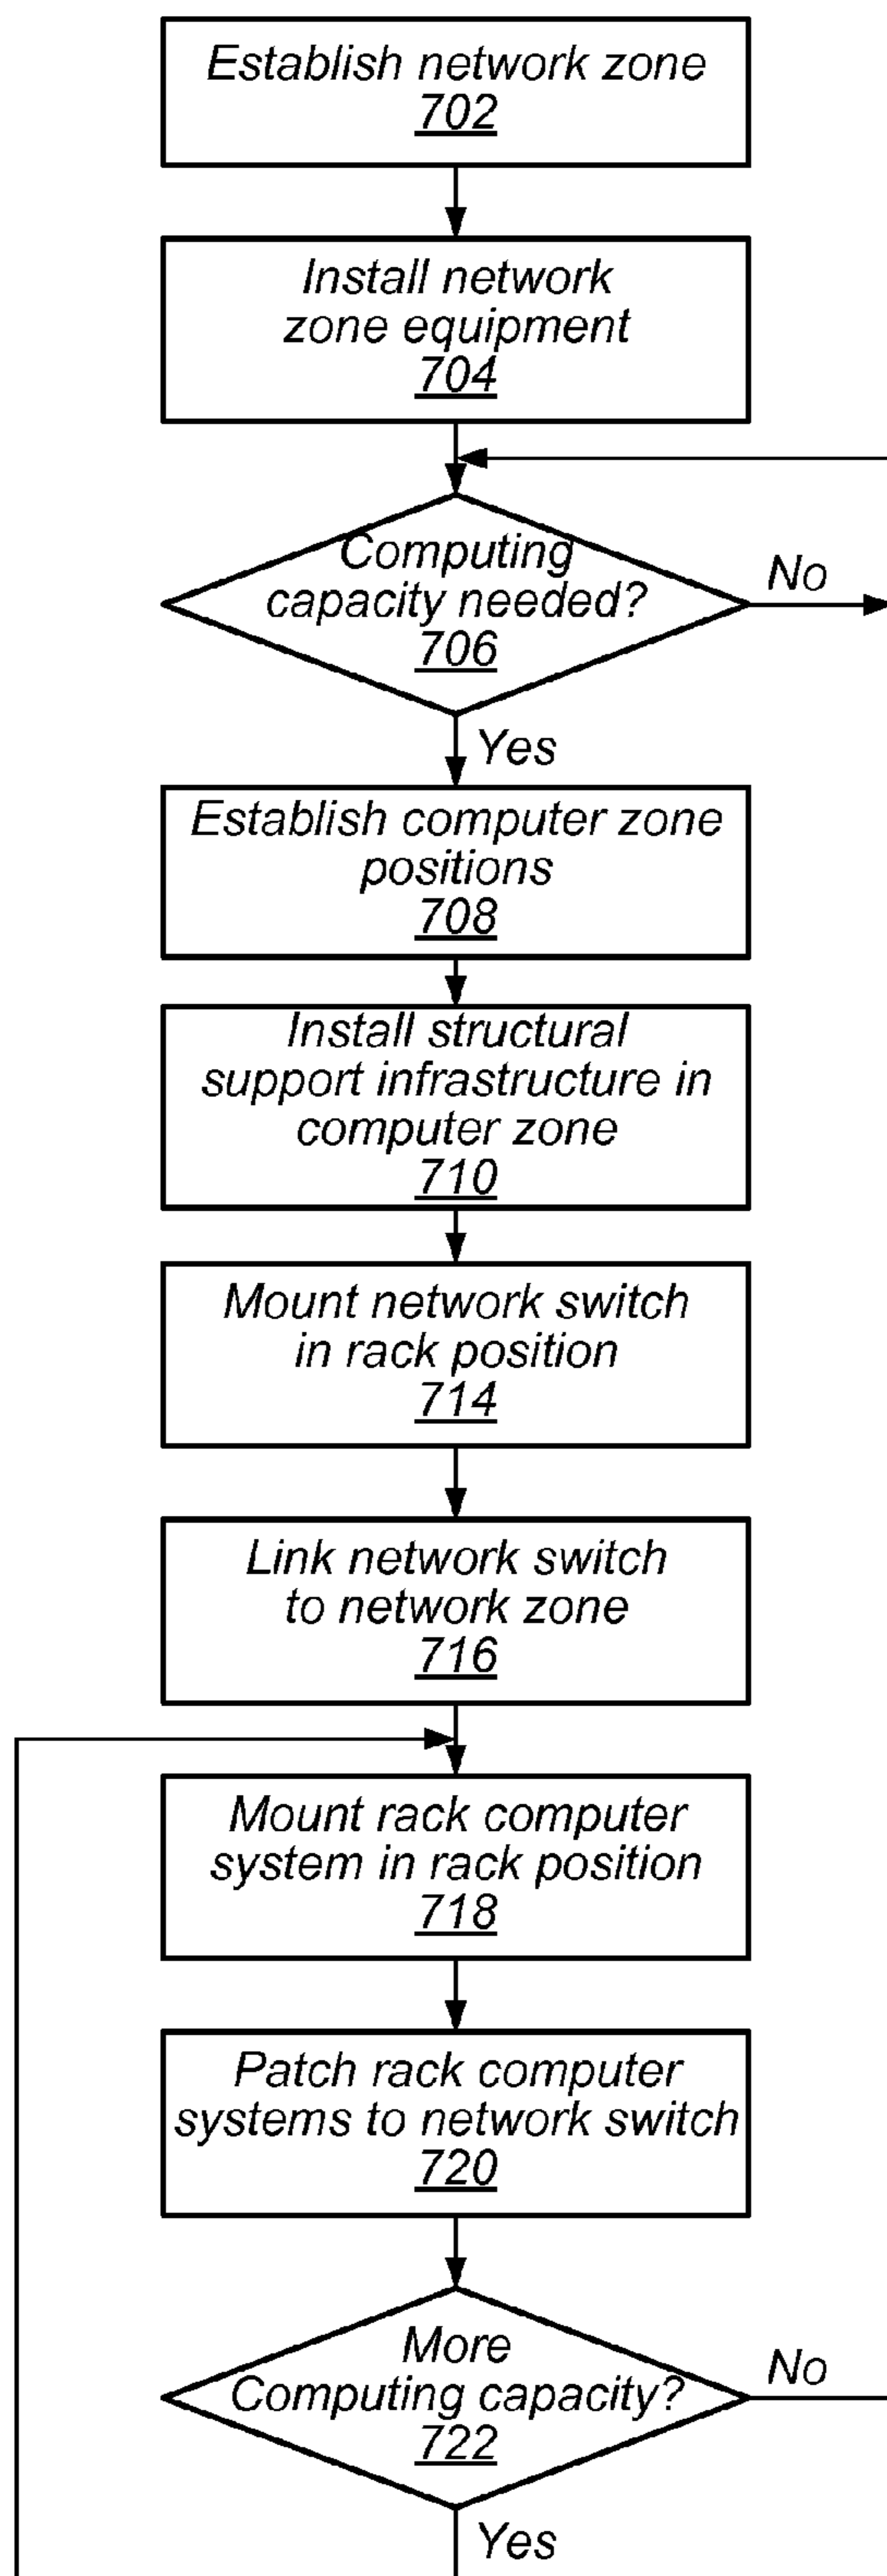 Establish network zone
702
Install network
zone equipment
704
Computing
capacity needed?
706
No
Yes
Establish computer zone
positions
708
Install structural
support infrastructure in
computer zone
710
Mount network switch
in rack position
714
Link network switch
to network zone
716
Mount rack computer
system in rack position
718
Patch rack computer
systems to network switch
720
More
Computing capacity?
722
No
Yes